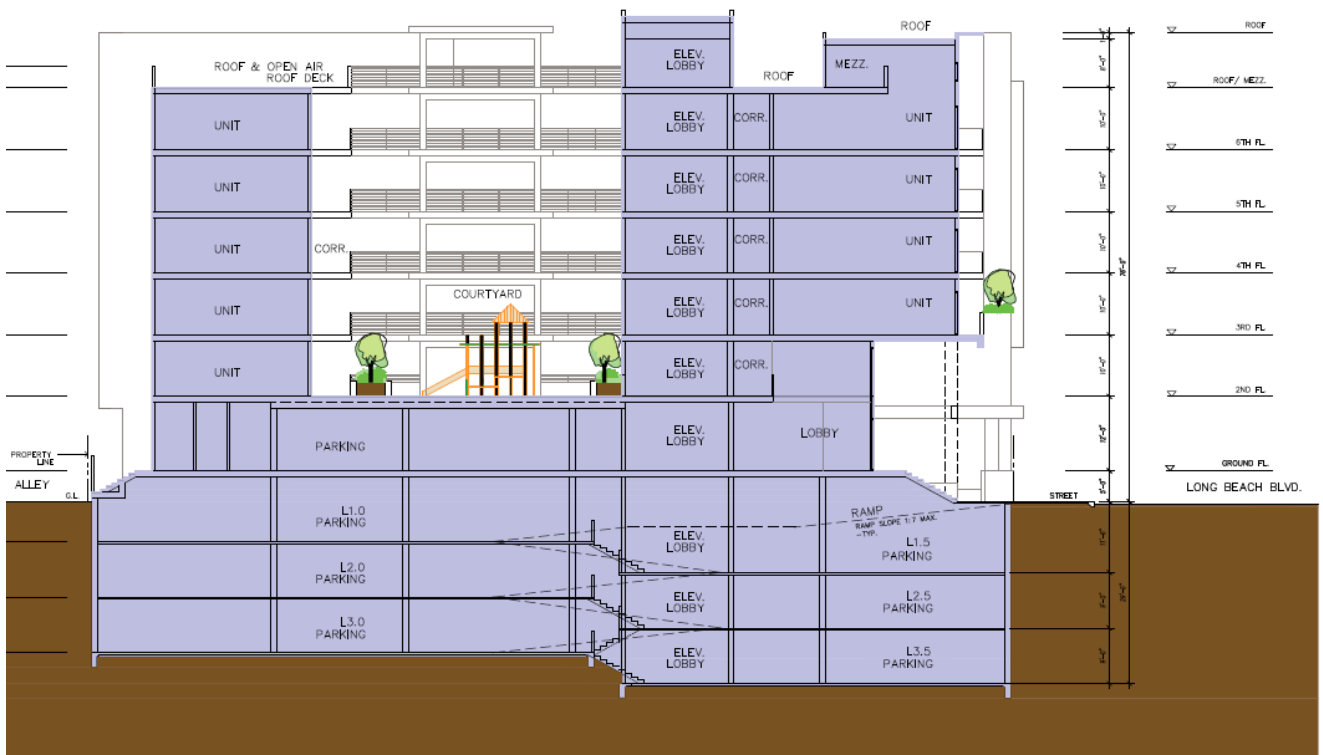 ROOF
ROOF
ELEV.
LOBBY
MEZZ.
ROOF & OPEN AIR
ROOF DECK
ROOF
ROOF/ MEZZ.
UNIT
ELEV.
LOBBY
CORR.
UNIT
6TH FL.
UNIT
ELEV.
LOBBY
CORR.
UNIT
5TH FL.
UNIT
CORR.
ELEV.
LOBBY
CORR.
UNIT
4TH FL.
COURTYARD
UNIT
ELEV.
LOBBY
CORR.
UNIT
3RD FL.
UNIT
ELEV.
LOBBY
CORR.
2ND FL.
PARKING
ELEV.
LOBBY
LOBBY
PROPERTY
LINE
GROUND FL.
ALLEY
G.L.
STREET
LONG BEACH BLVD.
L1.0
PARKING
RAMP
RAMP SLOPE 1:7 MAX.
-TYP.
ELEV.
LOBBY
L1.5
PARKING
L2.0
PARKING
ELEV.
LOBBY
L2.5
PARKING
L3.0
PARKING
ELEV.
LOBBY
L3.5
PARKING